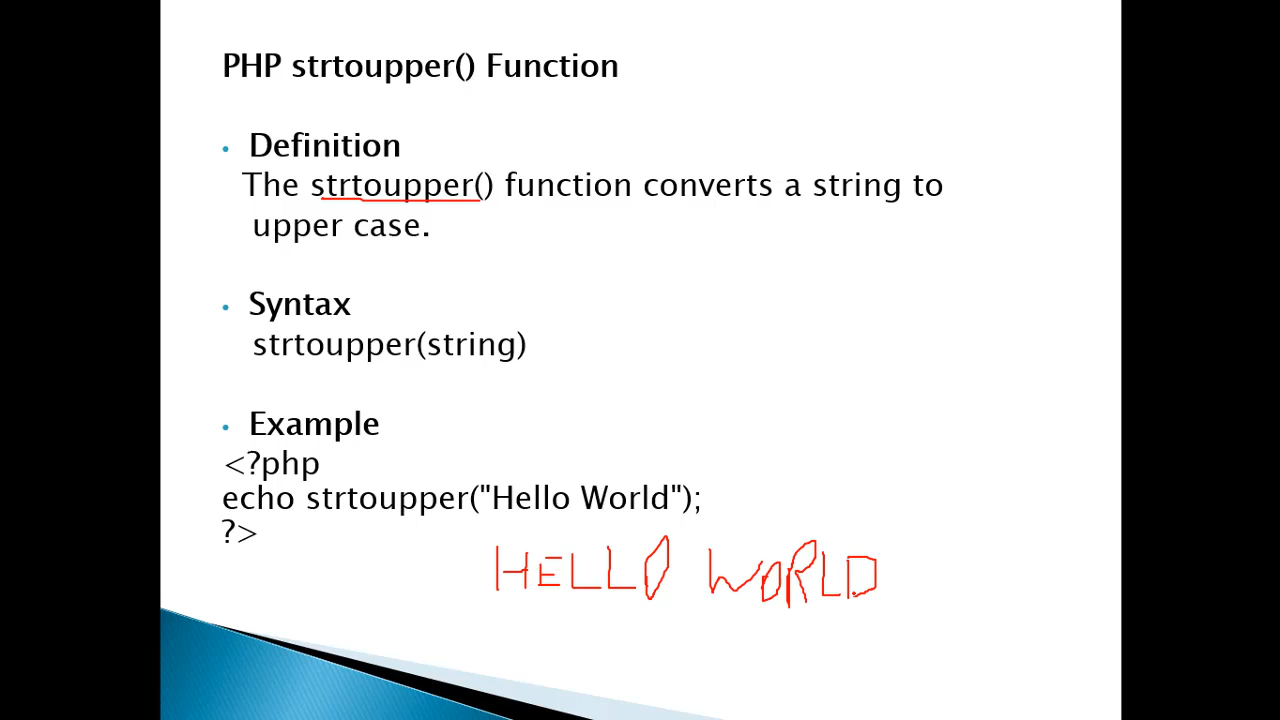 PHP strtoupper() Function
• Definition
The strtoupper() function converts a string to
upper case.
• Syntax
strtoupper(string)
• Example
<?php
echo strtoupper("Hello World");
?>
HELLO WORLD